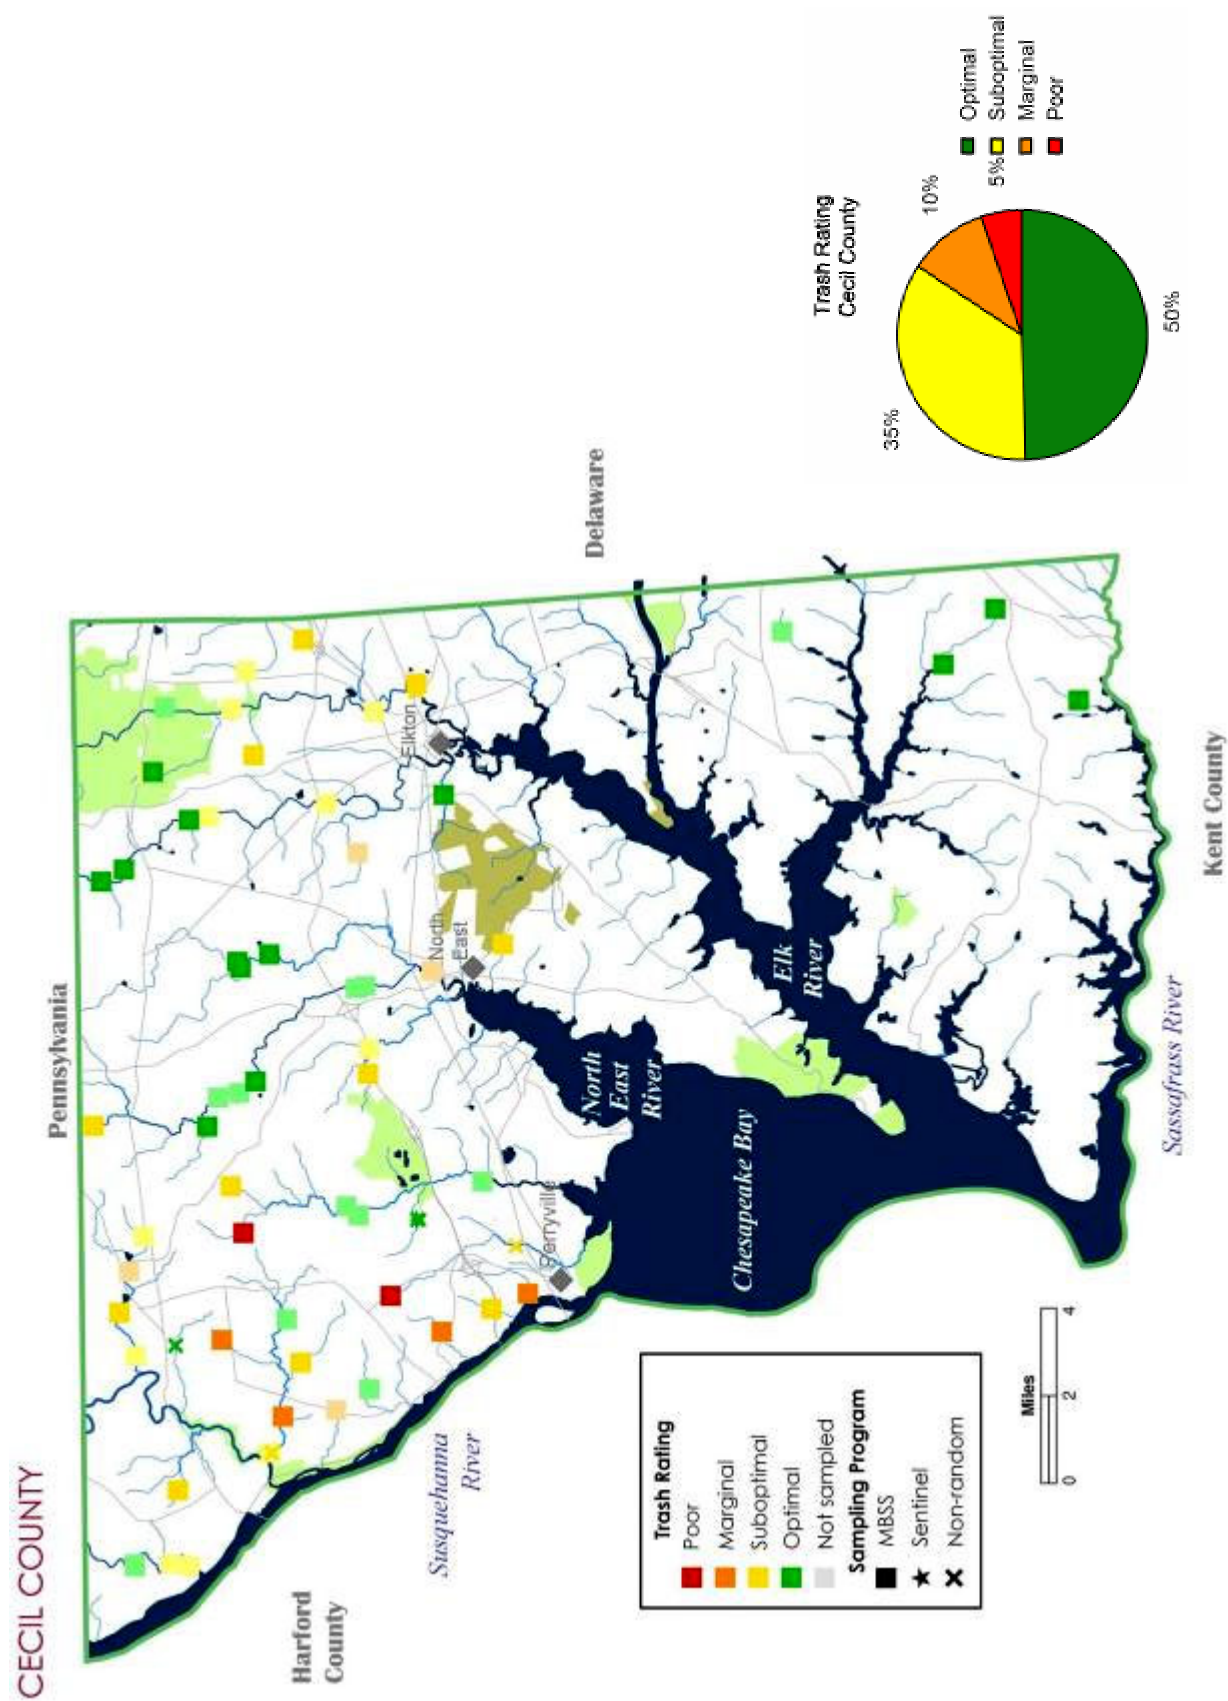 CECIL COUNTY
Pennsylvania
Harford
County
Susquehanna
River
Perryville
North
East
Elkton
Delaware
North
East
River
Chesapeake Bay
Elk
River
Sassafrass River
Kent County
Trash Rating
Poor
Marginal
Suboptimal
Optimal
Not sampled
Sampling Program
MBSS
Sentinel
Non-random
Miles
0 2 4
Trash Rating
Cecil County
35%
10%
5%
50%
Optimal
Suboptimal
Marginal
Poor